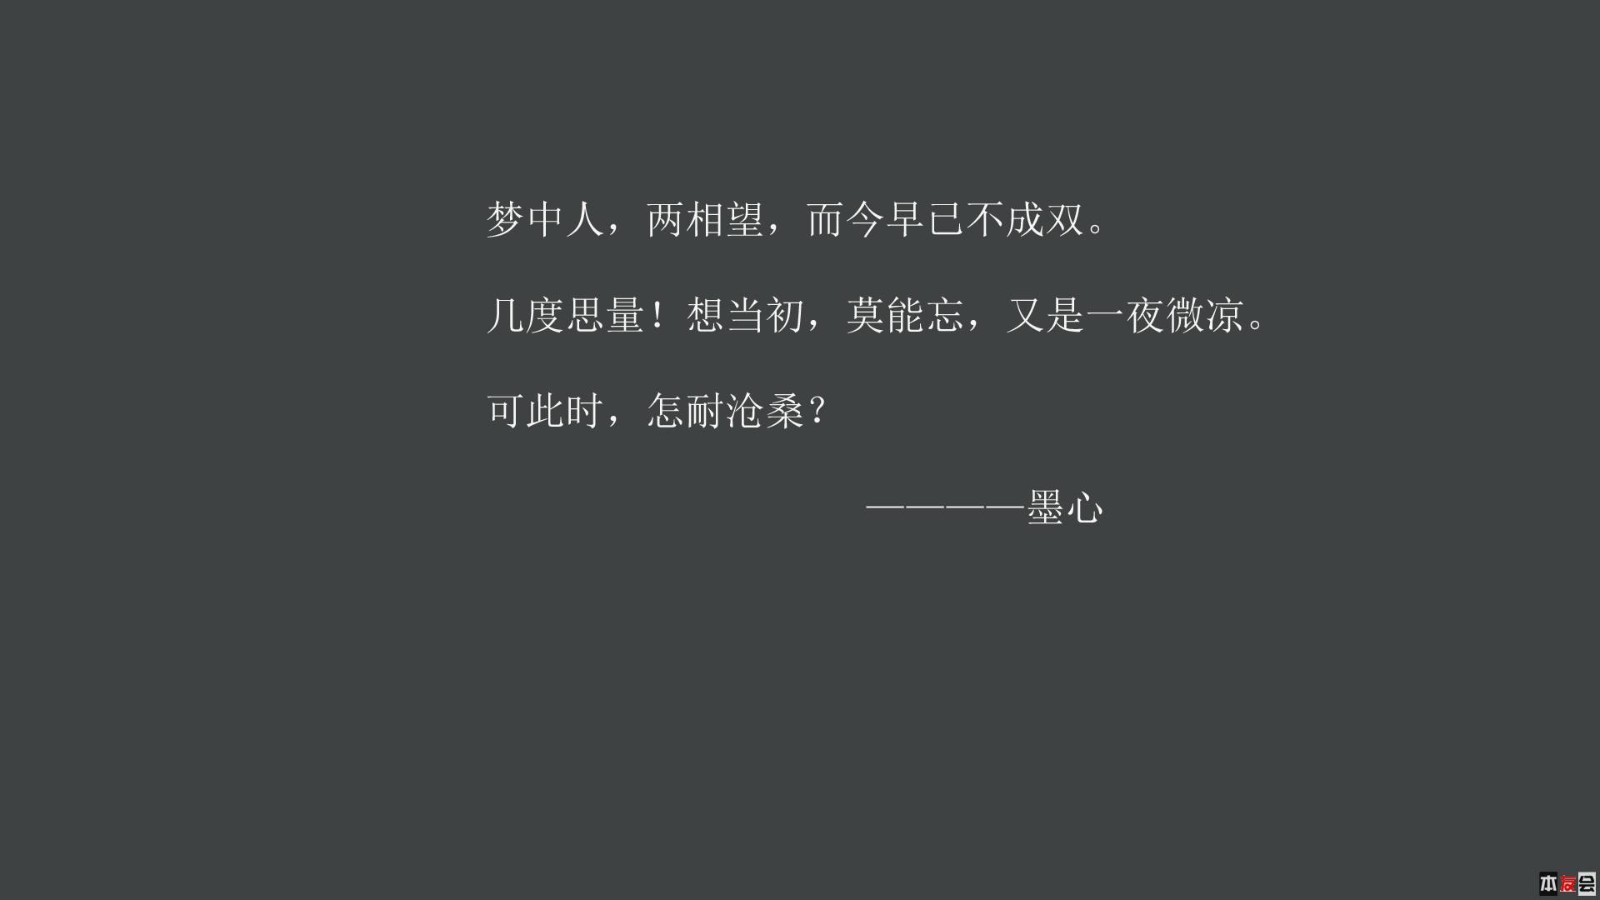 梦中人，两相望，而今早已不成双。
几度思量！想当初，莫能忘，又是一夜微凉。
可此时，怎耐沧桑？
————墨心
本友会